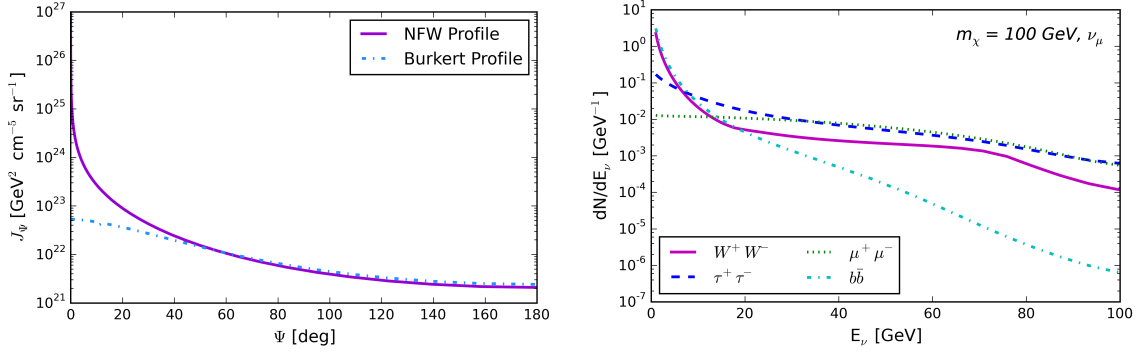 10^27
10^26
10^25
10^24
10^23
10^22
10^21
J_Ψ [GeV² cm⁻⁵ sr⁻¹]
NFW Profile
Burkert Profile
0 20 40 60 80 100 120 140 160 180
Ψ [deg]
10^1
10^0
10^-1
10^-2
10^-3
10^-4
10^-5
10^-6
10^-7
dN/dE_ν [GeV⁻¹]
m_χ = 100 GeV, ν_μ
W⁺W⁻ μ⁺μ⁻
τ⁺τ⁻ bb̄
0 20 40 60 80 100
E_ν [GeV]